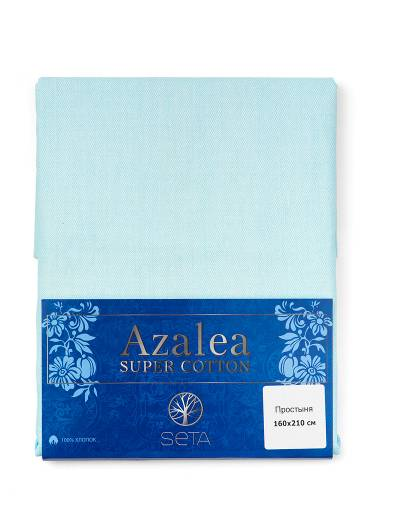 Azalea
SUPER COTTON
Простыня
160x210 см
100% ХЛОПОК
SETA